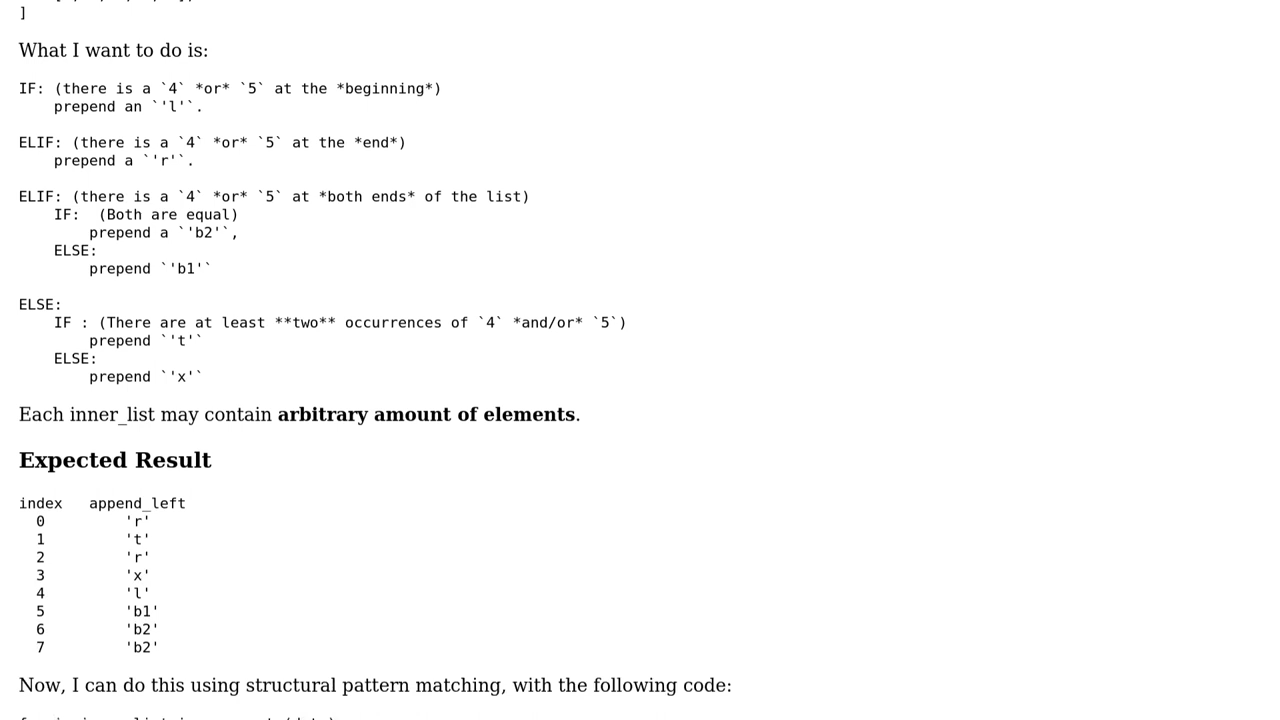 ]
What I want to do is:
IF: (there is a `4` *or* `5` at the *beginning*)
    prepend an `'l'`.
ELIF: (there is a `4` *or* `5` at the *end*)
    prepend a `'r'`.
ELIF: (there is a `4` *or* `5` at *both ends* of the list)
    IF:  (Both are equal)
        prepend a `'b2'`,
    ELSE:
        prepend `'b1'`
ELSE:
    IF : (There are at least **two** occurrences of `4` *and/or* `5`)
        prepend `'t'`
    ELSE:
        prepend `'x'`
Each inner_list may contain arbitrary amount of elements.
Expected Result
index   append_left
  0         'r'
  1         't'
  2         'r'
  3         'x'
  4         'l'
  5         'b1'
  6         'b2'
  7         'b2'
Now, I can do this using structural pattern matching, with the following code: